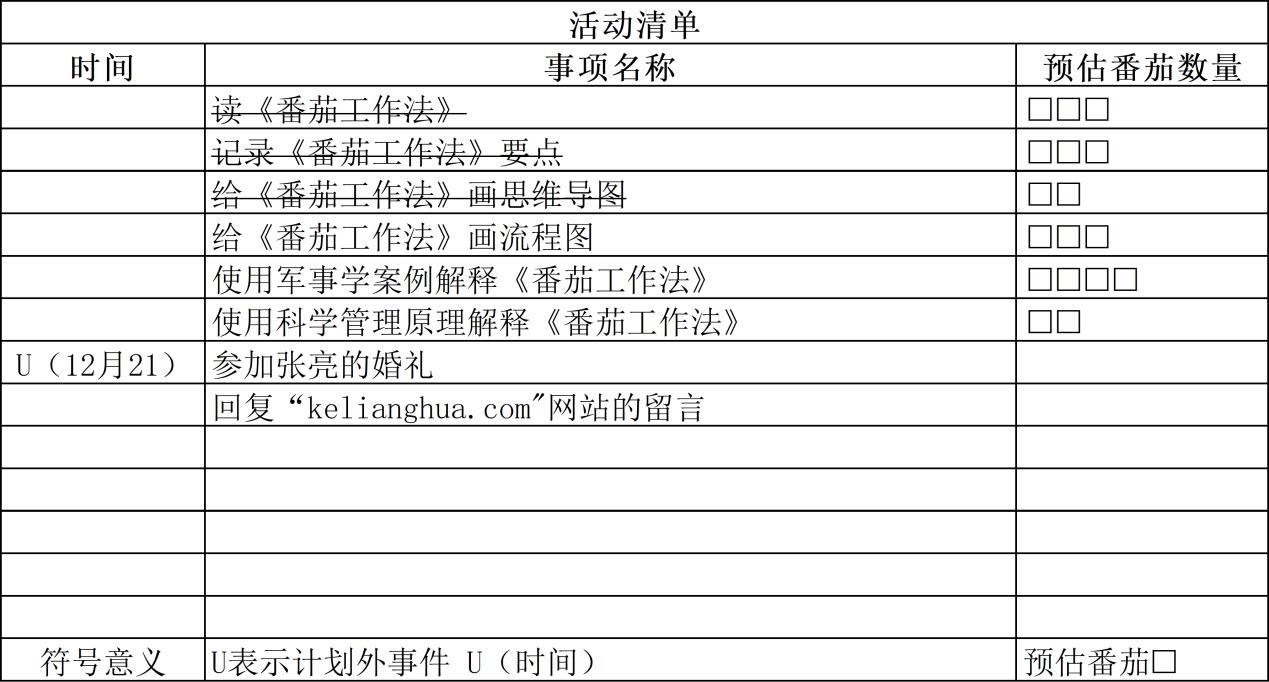 活动清单
时间 事项名称 预估番茄数量
读《番茄工作法》 □□□
记录《番茄工作法》要点 □□□
给《番茄工作法》画思维导图 □□
给《番茄工作法》画流程图 □□□
使用军事学案例解释《番茄工作法》 □□□□
使用科学管理原理解释《番茄工作法》 □□
U（12月21） 参加张亮的婚礼
回复“kelianghua.com"网站的留言
符号意义 U表示计划外事件 U（时间） 预估番茄□